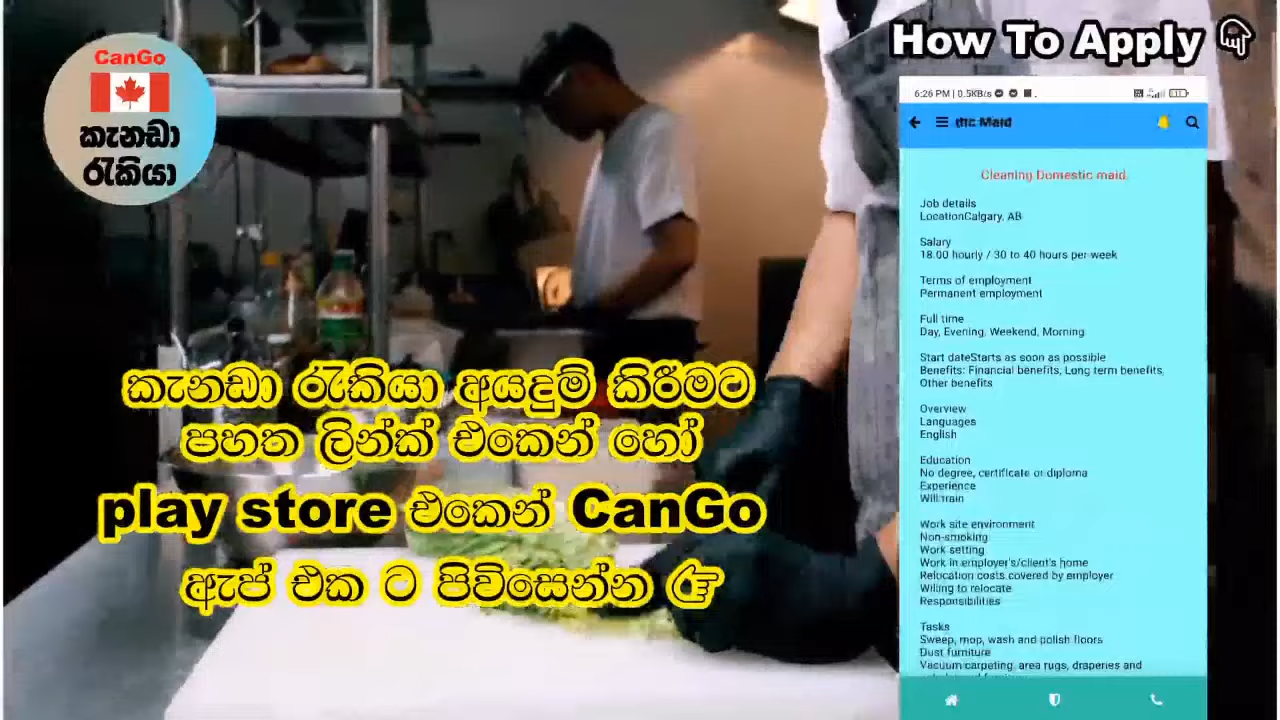 CanGo
කැනඩා
රැකියා
How To Apply
කැනඩා රැකියා අයදුම් කිරීමට
පහත ලින්ක් එකෙන් හෝ
play store එකෙන් CanGo
ඇප් එක ට පිවිසෙන්න
6:26 PM | 0.5KB/s
Maid
Cleaning Domestic maid.
Job details
LocationCalgary, AB
Salary
18.00 hourly / 30 to 40 hours per week
Terms of employment
Permanent employment
Full time
Day, Evening, Weekend, Morning
Start dateStarts as soon as possible
Benefits: Financial benefits, Long term benefits,
Other benefits
Overview
Languages
English
Education
No degree, certificate or diploma
Experience
Will train
Work site environment
Non-smoking
Work setting
Work in employer's/client's home
Relocation costs covered by employer
Willing to relocate
Responsibilities
Tasks
Sweep, mop, wash and polish floors
Dust furniture
Vacuum carpeting, area rugs, draperies and